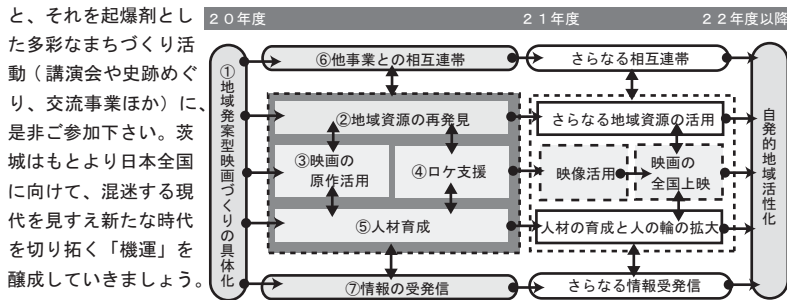 と、それを起爆剤とし
た多彩なまちづくり活
動（講演会や史跡めぐ
り、交流事業ほか）に、
是非ご参加下さい。茨
城はもとより日本全国
に向けて、混迷する現
代を見すえ新たな時代
を切り拓く「機運」を
醸成していきましょう。
２０年度
２１年度
２２年度以降
①地域発案型映画づくりの具体化
⑥他事業との相互連帯
さらなる相互連帯
②地域資源の再発見
さらなる地域資源の活用
③映画の
原作活用
④ロケ支援
映像活用
映画の
全国上映
⑤人材育成
人材の育成と人の輪の拡大
⑦情報の受発信
さらなる情報受発信
自発的地域活性化